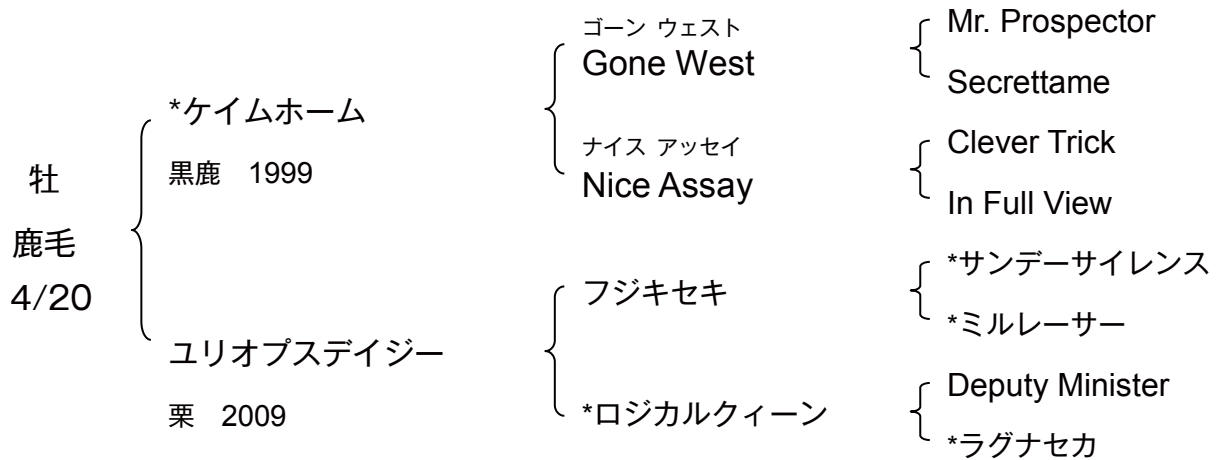 牡
鹿毛
4/20
*ケイムホーム
黒鹿　1999
ユリオプスデイジー
栗　2009
ゴーン ウェスト
Gone West
ナイス アッセイ
Nice Assay
フジキセキ
*ロジカルクィーン
Mr. Prospector
Secrettame
Clever Trick
In Full View
*サンデーサイレンス
*ミルレーサー
Deputy Minister
*ラグナセカ